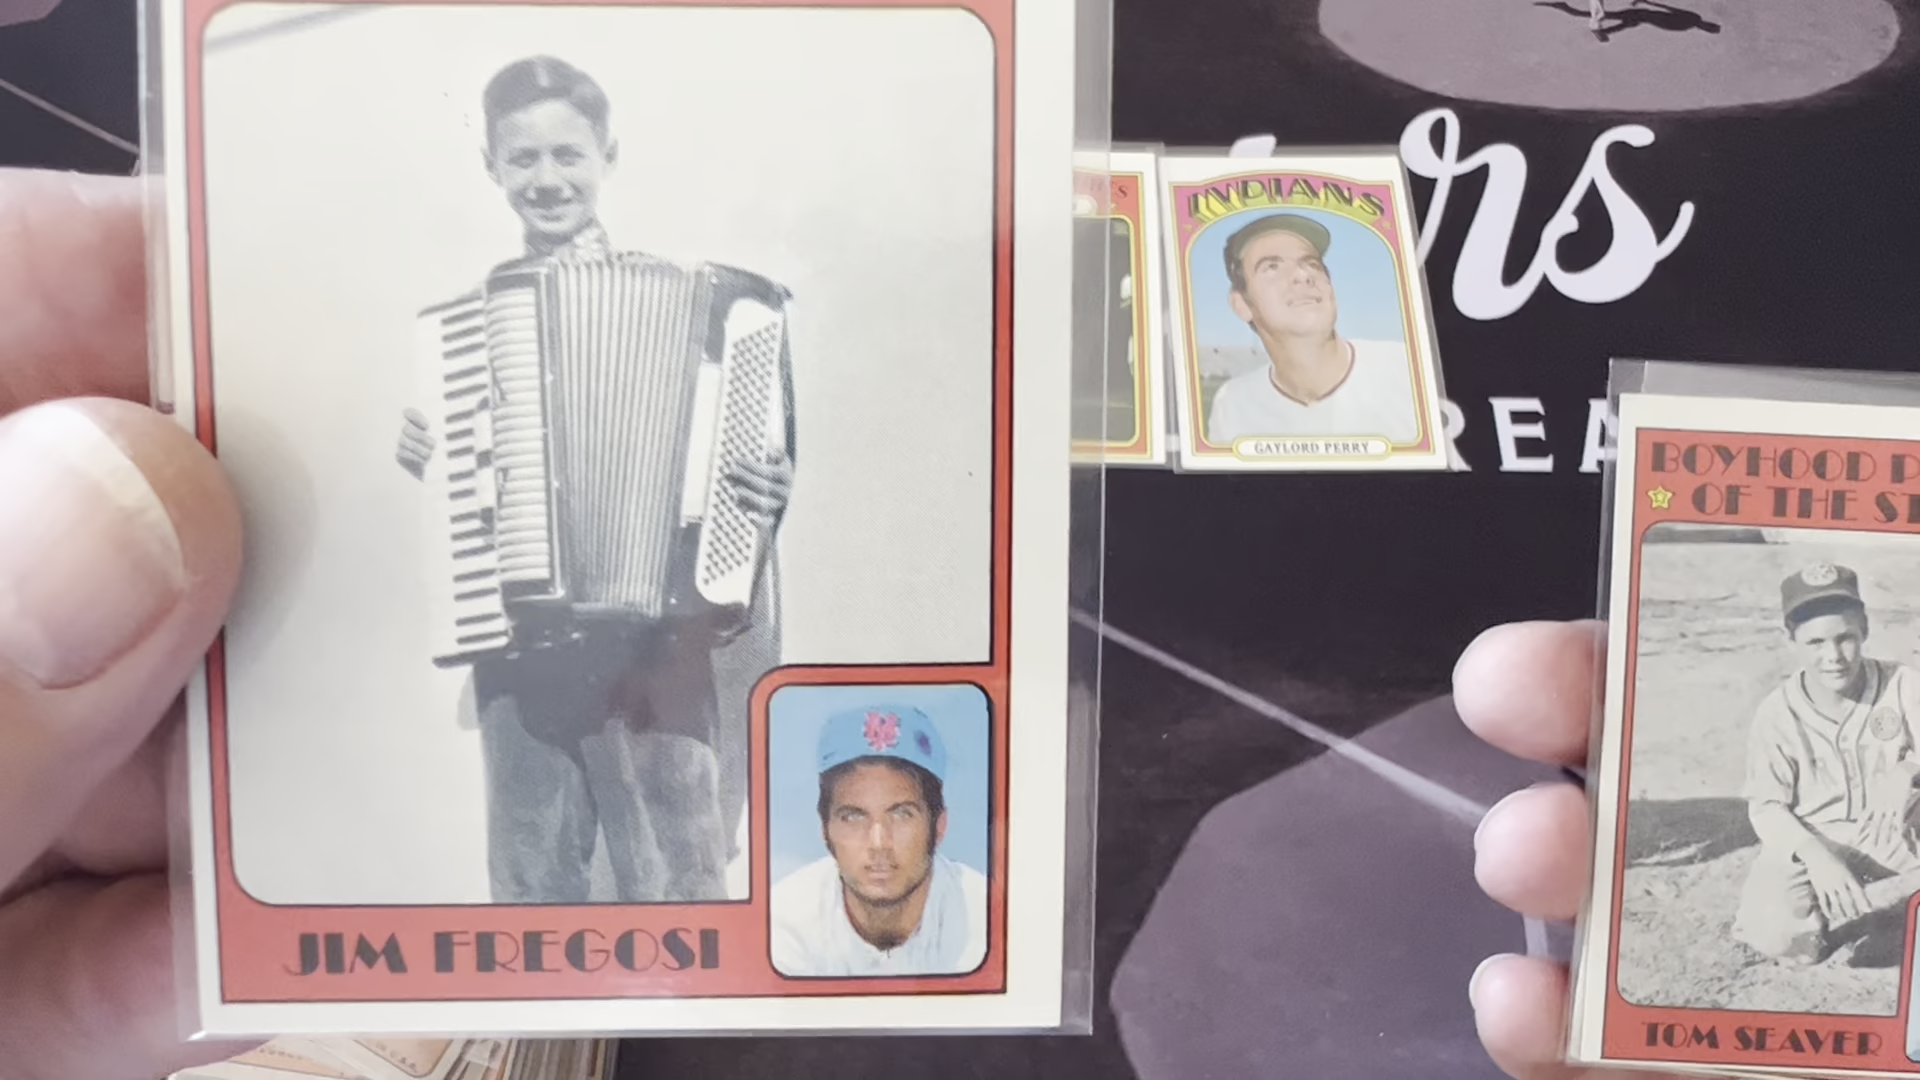 JIM FREGOSI
INDIANS
GAYLORD PERRY
rs
REA
BOYHOOD P
OF THE ST
TOM SEAVER